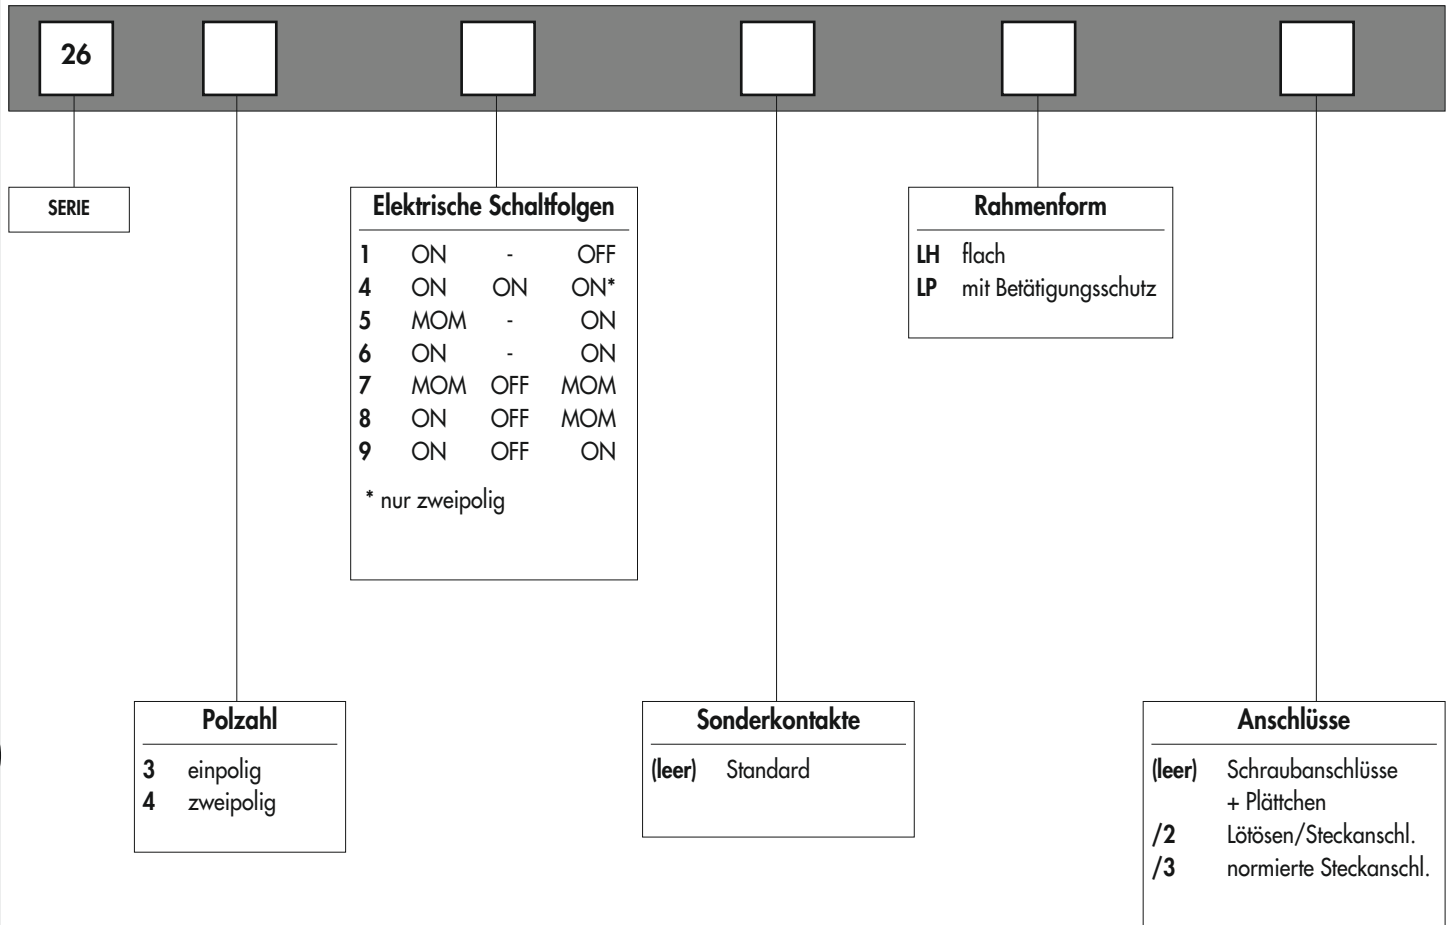 26
SERIE
Elektrische Schaltfolgen
1 ON - OFF
4 ON ON ON*
5 MOM - ON
6 ON - ON
7 MOM OFF MOM
8 ON OFF MOM
9 ON OFF ON
* nur zweipolig
Rahmenform
LH flach
LP mit Betätigungsschutz
Polzahl
3 einpolig
4 zweipolig
Sonderkontakte
(leer) Standard
Anschlüsse
(leer) Schraubanschlüsse
+ Plättchen
/2 Lötösen/Steckanschl.
/3 normierte Steckanschl.